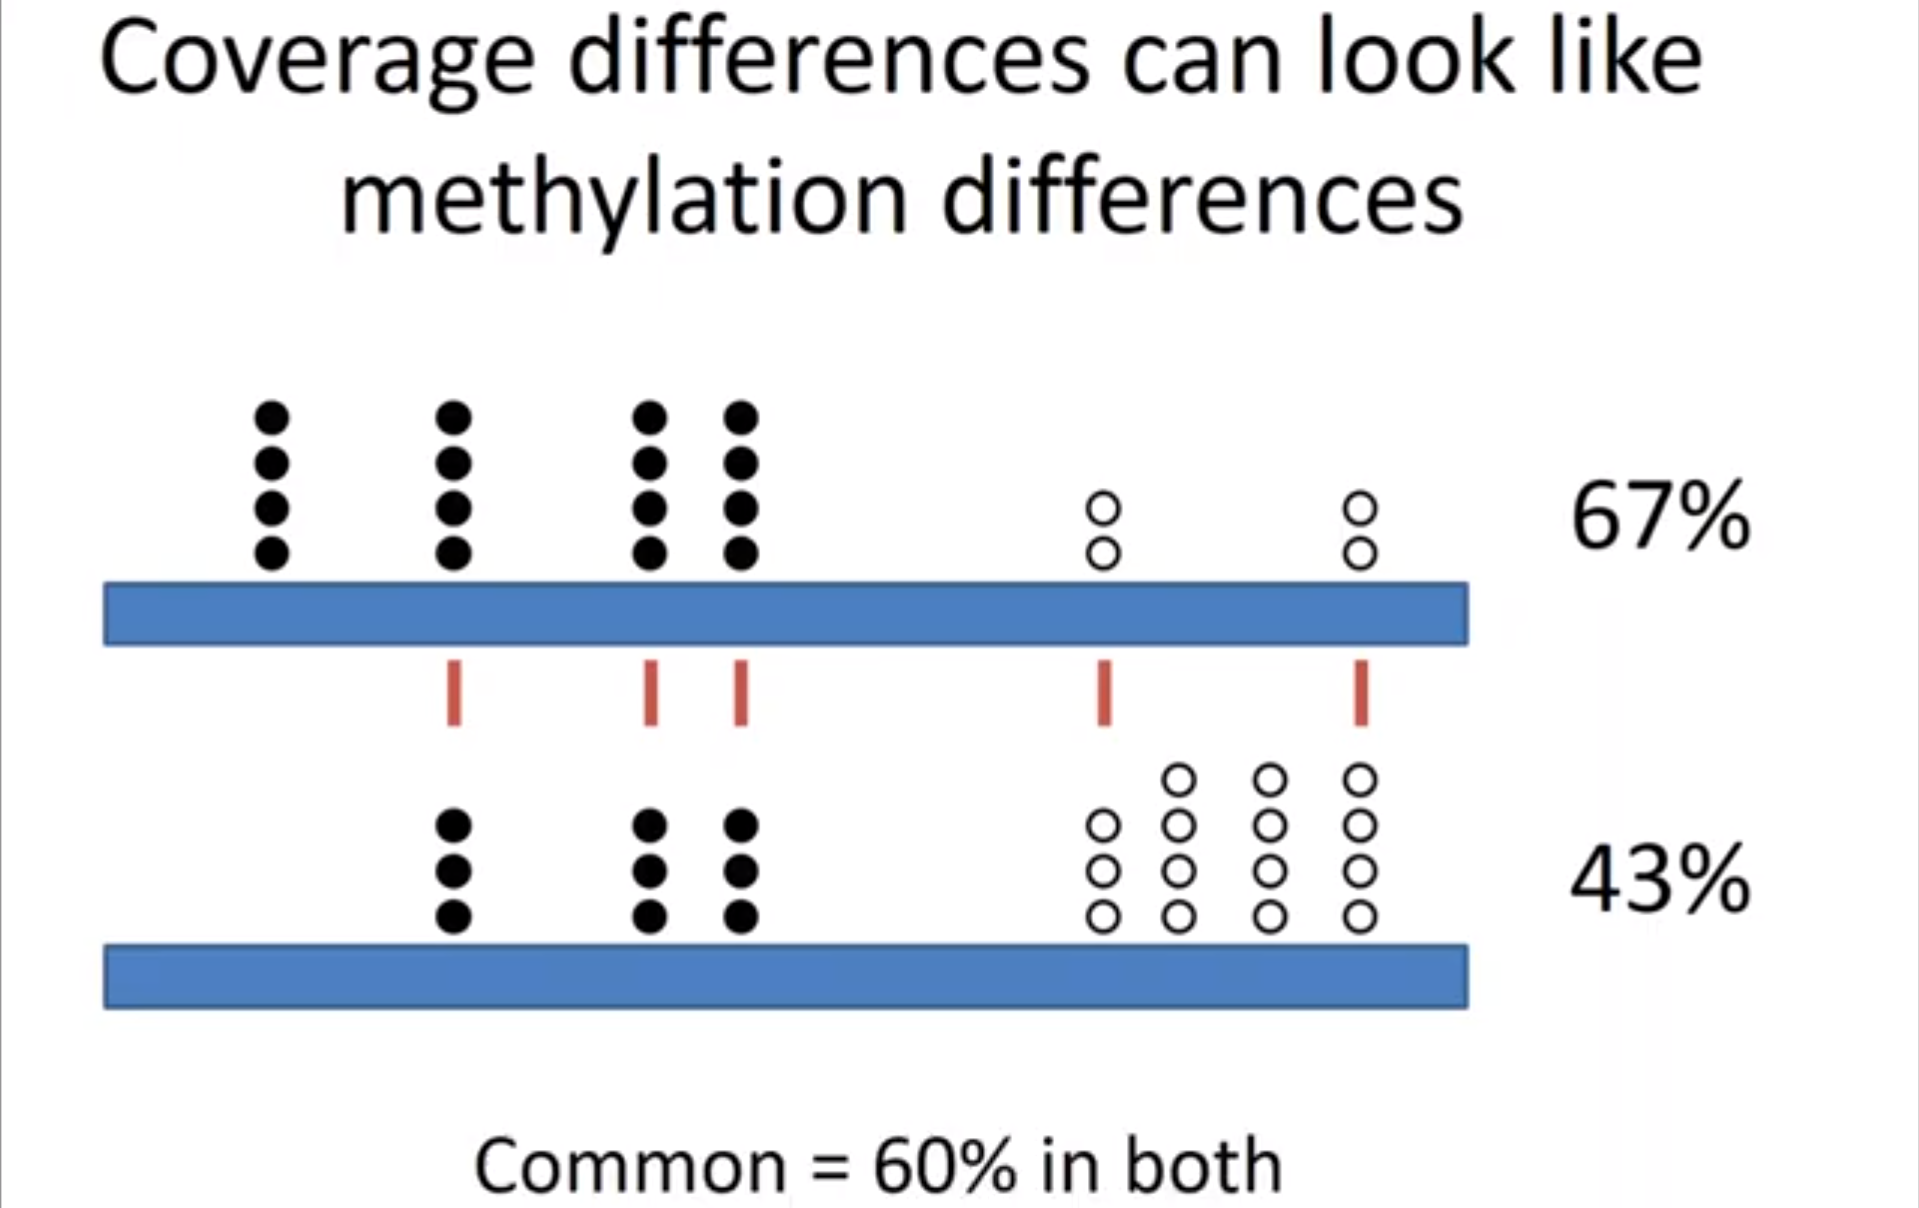 Coverage differences can look like
methylation differences
67%
43%
Common = 60% in both